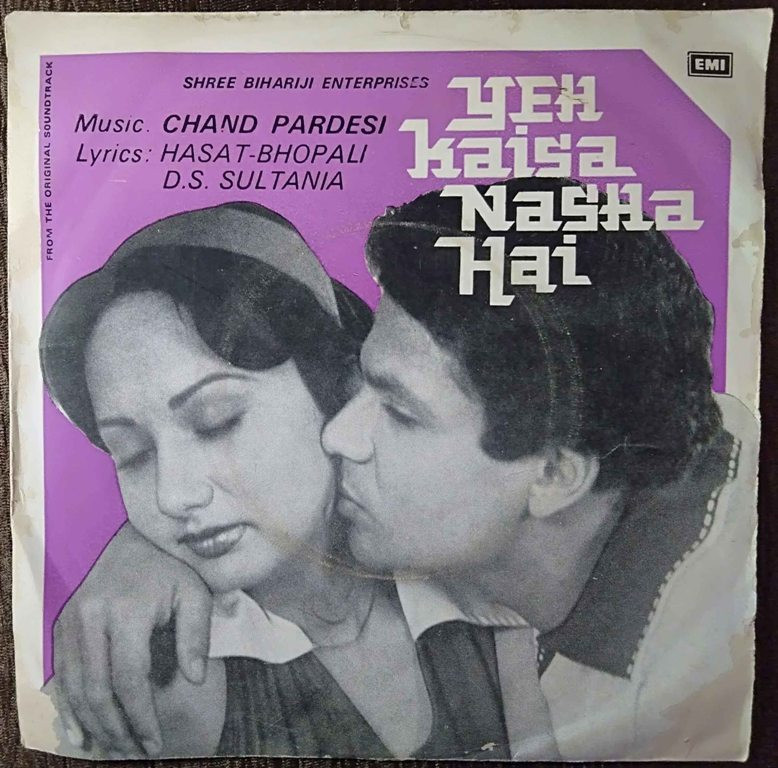 FROM THE ORIGINAL SOUNDTRACK
SHREE BIHARIJI ENTERPRISES
Music. CHAND PARDESI
Lyrics: HASAT-BHOPALI
D.S. SULTANIA
EMI
YEH
Kaisa
NASHa
Hai